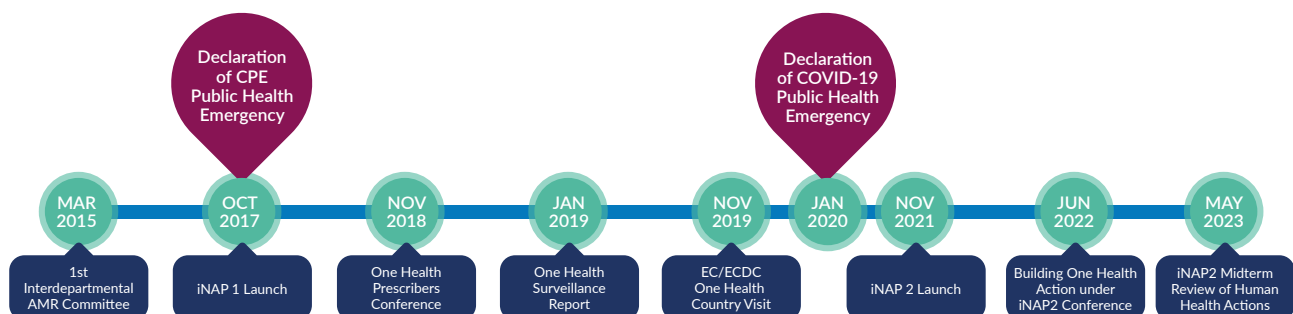 Declaration
of CPE
Public Health
Emergency
Declaration
of COVID-19
Public Health
Emergency
MAR
2015
OCT
2017
NOV
2018
JAN
2019
NOV
2019
JAN
2020
NOV
2021
JUN
2022
MAY
2023
1st
Interdepartmental
AMR Committee
iNAP 1 Launch
One Health
Prescribers
Conference
One Health
Surveillance
Report
EC/ECDC
One Health
Country Visit
iNAP 2 Launch
Building One Health
Action under
iNAP2 Conference
iNAP2 Midterm
Review of Human
Health Actions